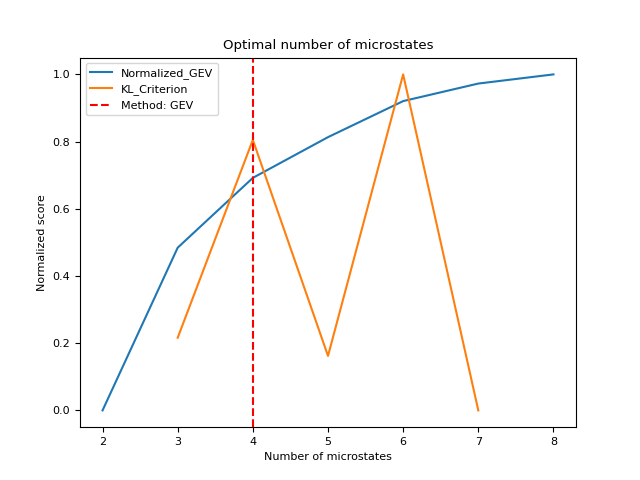 Optimal number of microstates
Normalized_GEV
KL_Criterion
Method: GEV
Normalized score
1.0
0.8
0.6
0.4
0.2
0.0
2 3 4 5 6 7 8
Number of microstates